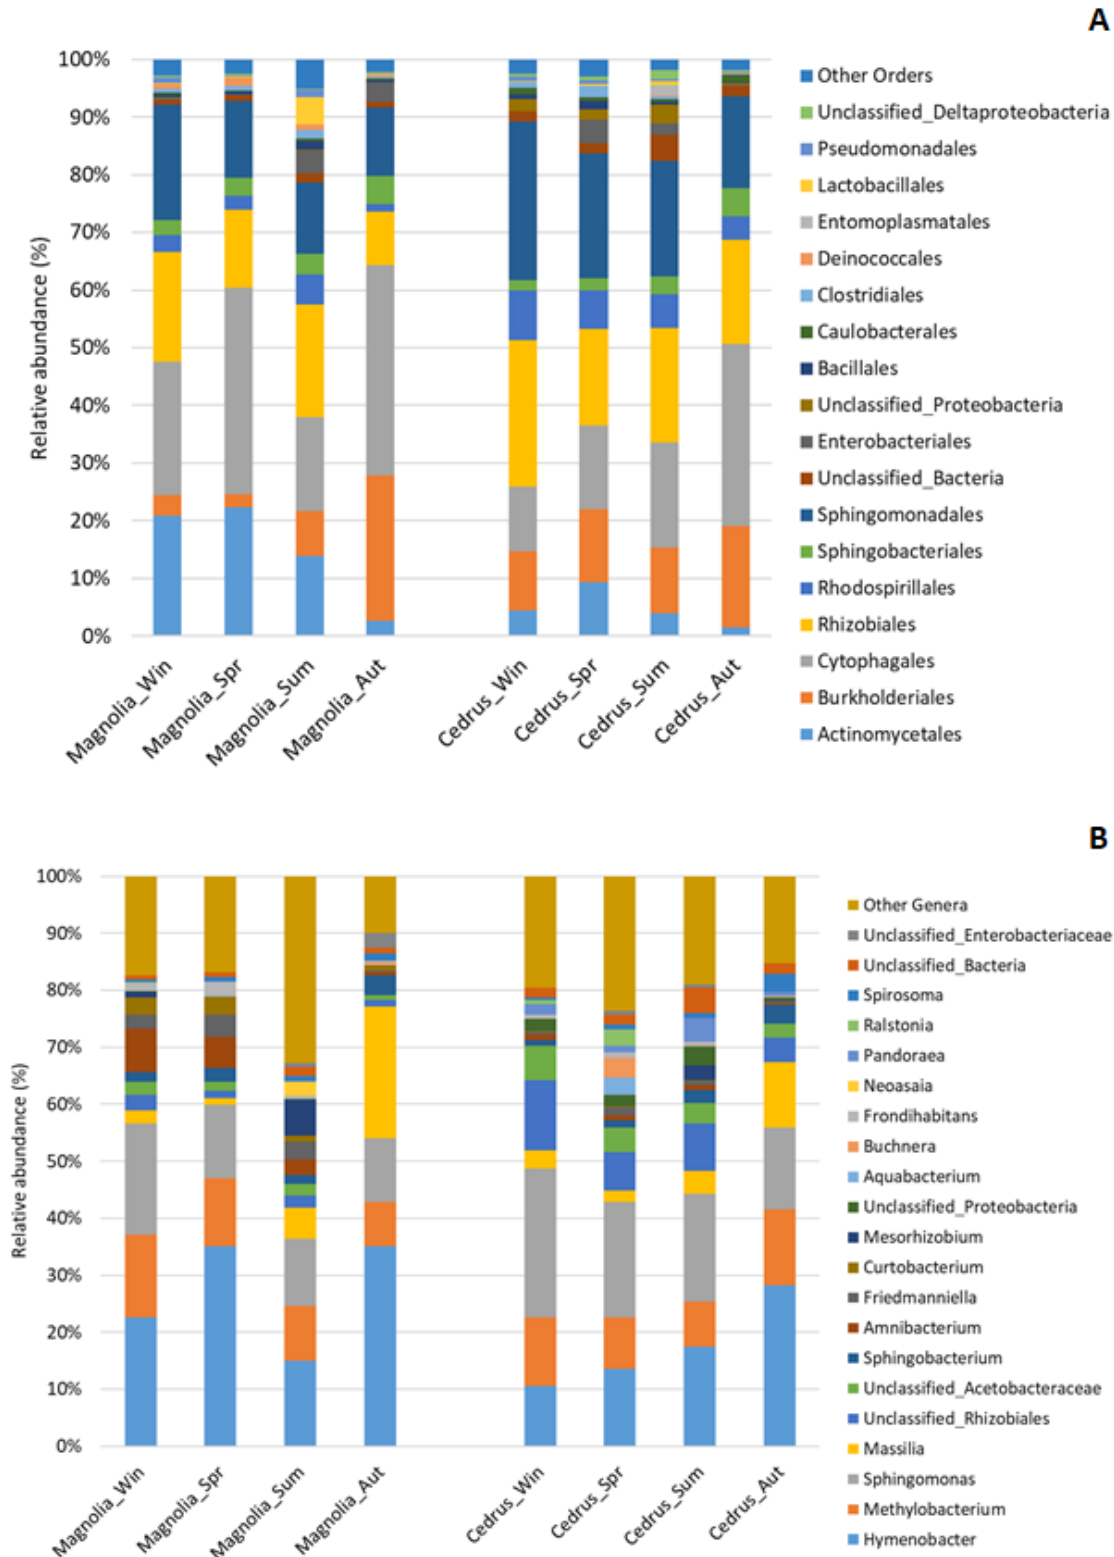 A
100%
90%
80%
70%
60%
50%
40%
30%
20%
10%
0%
Relative abundance (%)
Magnolia_Win
Magnolia_Spr
Magnolia_Sum
Magnolia_Aut
Cedrus_Win
Cedrus_Spr
Cedrus_Sum
Cedrus_Aut
Other Orders
Unclassified_Deltaproteobacteria
Pseudomonadales
Lactobacillales
Entomoplasmatales
Deinococcales
Clostridiales
Caulobacterales
Bacillales
Unclassified_Proteobacteria
Enterobacteriales
Unclassified_Bacteria
Sphingomonadales
Sphingobacteriales
Rhodospirillales
Rhizobiales
Cytophagales
Burkholderiales
Actinomycetales
B
100%
90%
80%
70%
60%
50%
40%
30%
20%
10%
0%
Relative abundance (%)
Magnolia_Win
Magnolia_Spr
Magnolia_Sum
Magnolia_Aut
Cedrus_Win
Cedrus_Spr
Cedrus_Sum
Cedrus_Aut
Other Genera
Unclassified_Enterobacteriaceae
Unclassified_Bacteria
Spirosoma
Ralstonia
Pandoraea
Neoasaia
Frondihabitans
Buchnera
Aquabacterium
Unclassified_Proteobacteria
Mesorhizobium
Curtobacterium
Friedmanniella
Amnibacterium
Sphingobacterium
Unclassified_Acetobacteraceae
Unclassified_Rhizobiales
Massilia
Sphingomonas
Methylobacterium
Hymenobacter